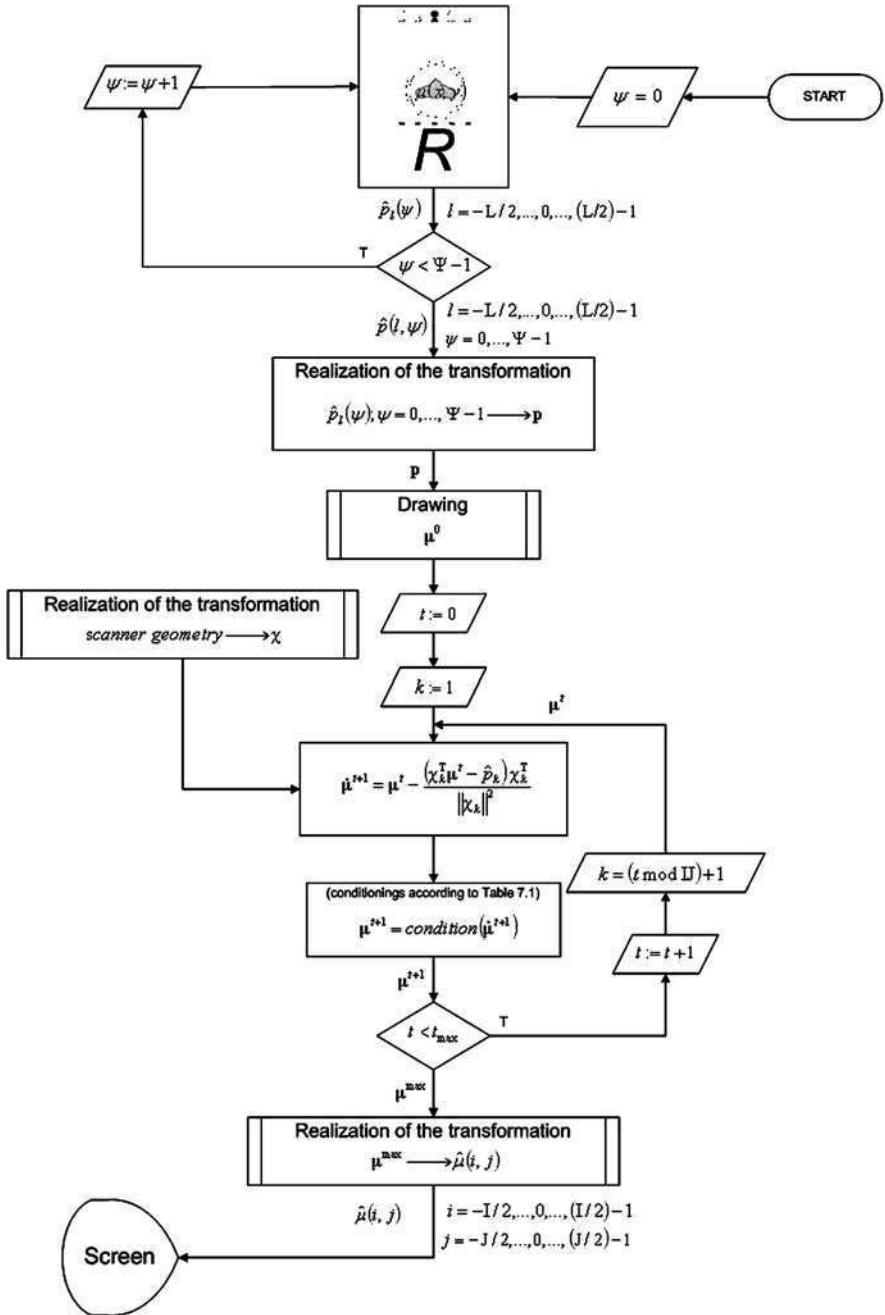 START
ψ = 0
ψ := ψ+1
μ(x, y)
R
p̂_l(ψ) l = −L/2,...,0,...,(L/2)−1
T
ψ < Ψ−1
p̂(l, ψ) l = −L/2,...,0,...,(L/2)−1
ψ = 0,..., Ψ−1
Realization of the transformation
p̂_l(ψ); ψ = 0,..., Ψ−1 ⟶ p
p
Drawing
μ^0
t := 0
k := 1
Realization of the transformation
scanner geometry ⟶ χ
μ^t
μ̇^{t+1} = μ^t − (χ_k^T μ^t − p̂_k) χ_k^T / ‖χ_k‖^2
(conditionings according to Table 7.1)
μ^{t+1} = condition(μ̇^{t+1})
k = (t mod IJ)+1
t := t+1
μ^{t+1}
t < t_max
T
μ^max
Realization of the transformation
μ^max ⟶ μ̂(i, j)
μ̂(i, j) i = −I/2,...,0,...,(I/2)−1
j = −J/2,...,0,...,(J/2)−1
Screen